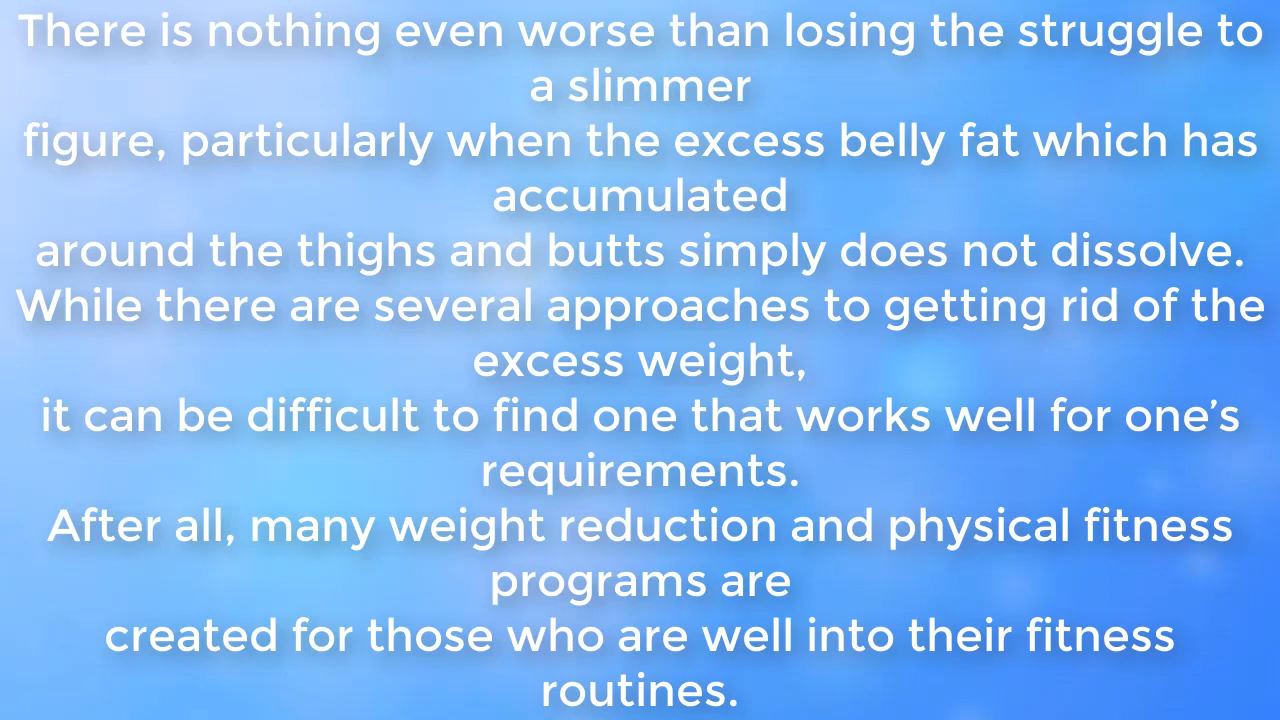 There is nothing even worse than losing the struggle to
a slimmer
figure, particularly when the excess belly fat which has
accumulated
around the thighs and butts simply does not dissolve.
While there are several approaches to getting rid of the
excess weight,
it can be difficult to find one that works well for one’s
requirements.
After all, many weight reduction and physical fitness
programs are
created for those who are well into their fitness
routines.